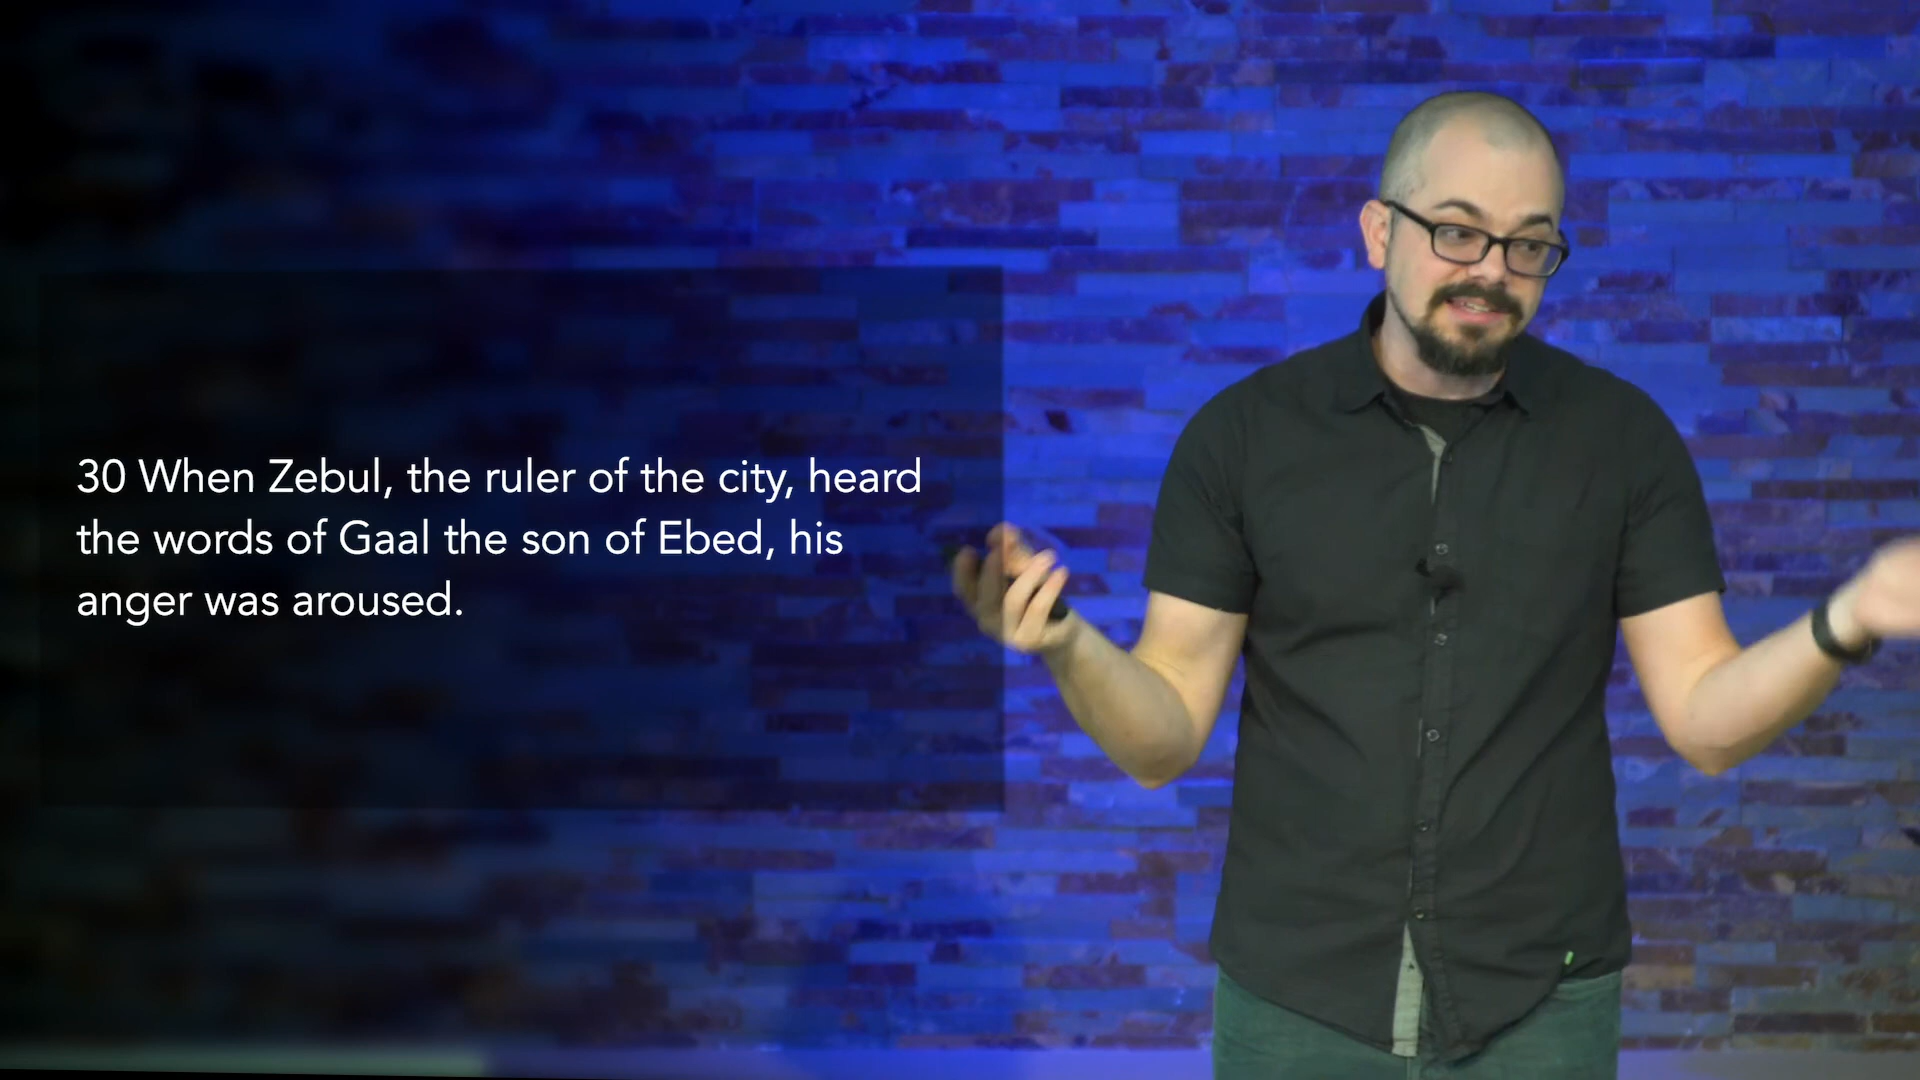 30 When Zebul, the ruler of the city, heard
the words of Gaal the son of Ebed, his
anger was aroused.